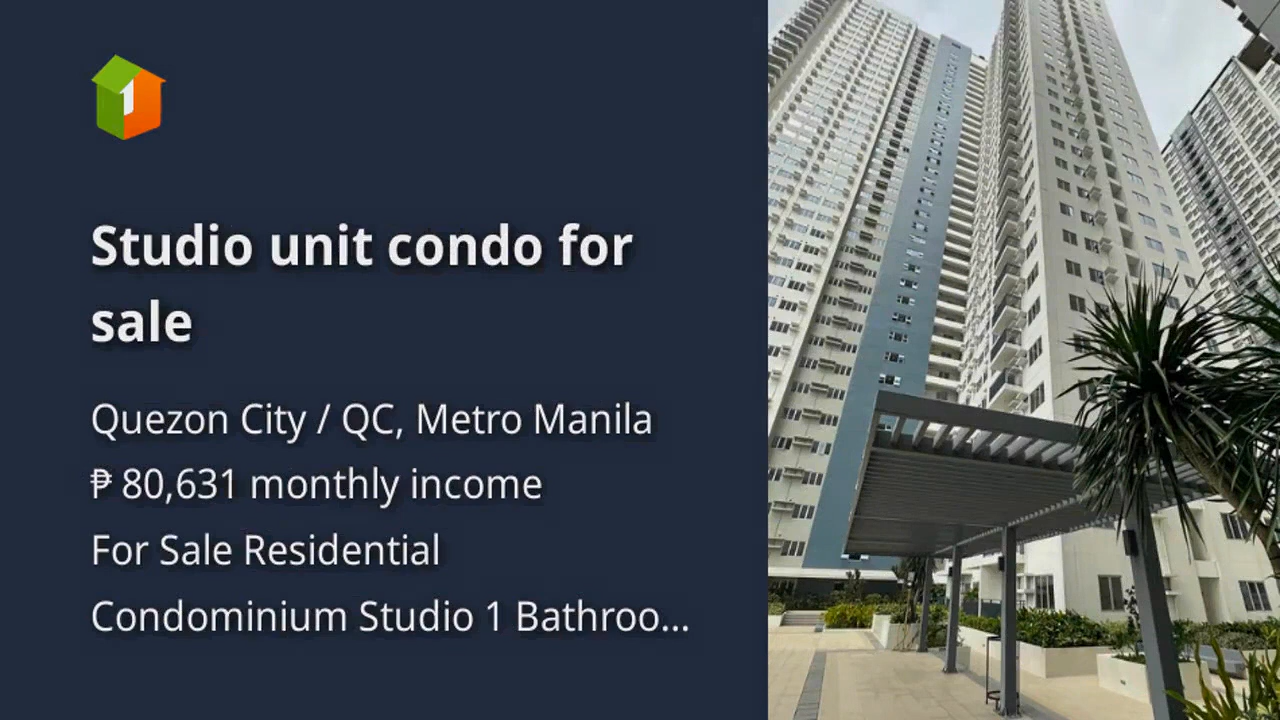 Studio unit condo for
sale
Quezon City / QC, Metro Manila
₱ 80,631 monthly income
For Sale Residential
Condominium Studio 1 Bathroo...